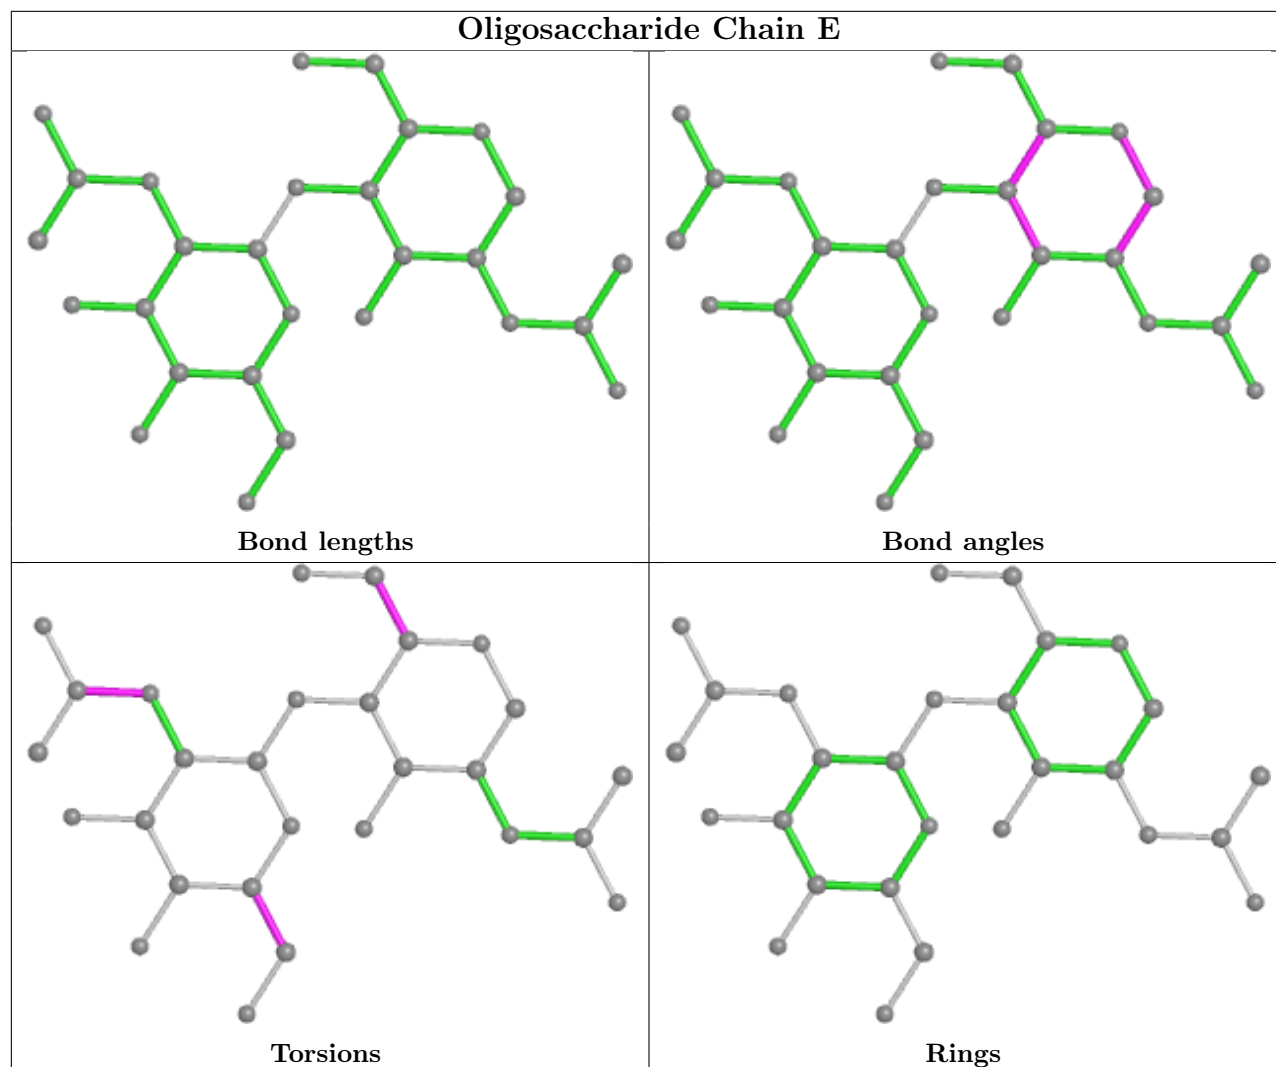 Oligosaccharide Chain E
Bond lengths
Bond angles
Torsions
Rings